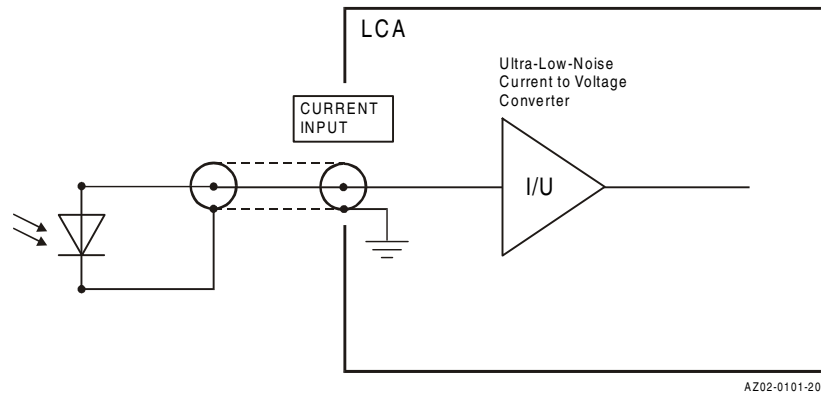 LCA
Ultra-Low-Noise
Current to Voltage
Converter
CURRENT
INPUT
I/U
AZ02-0101-20